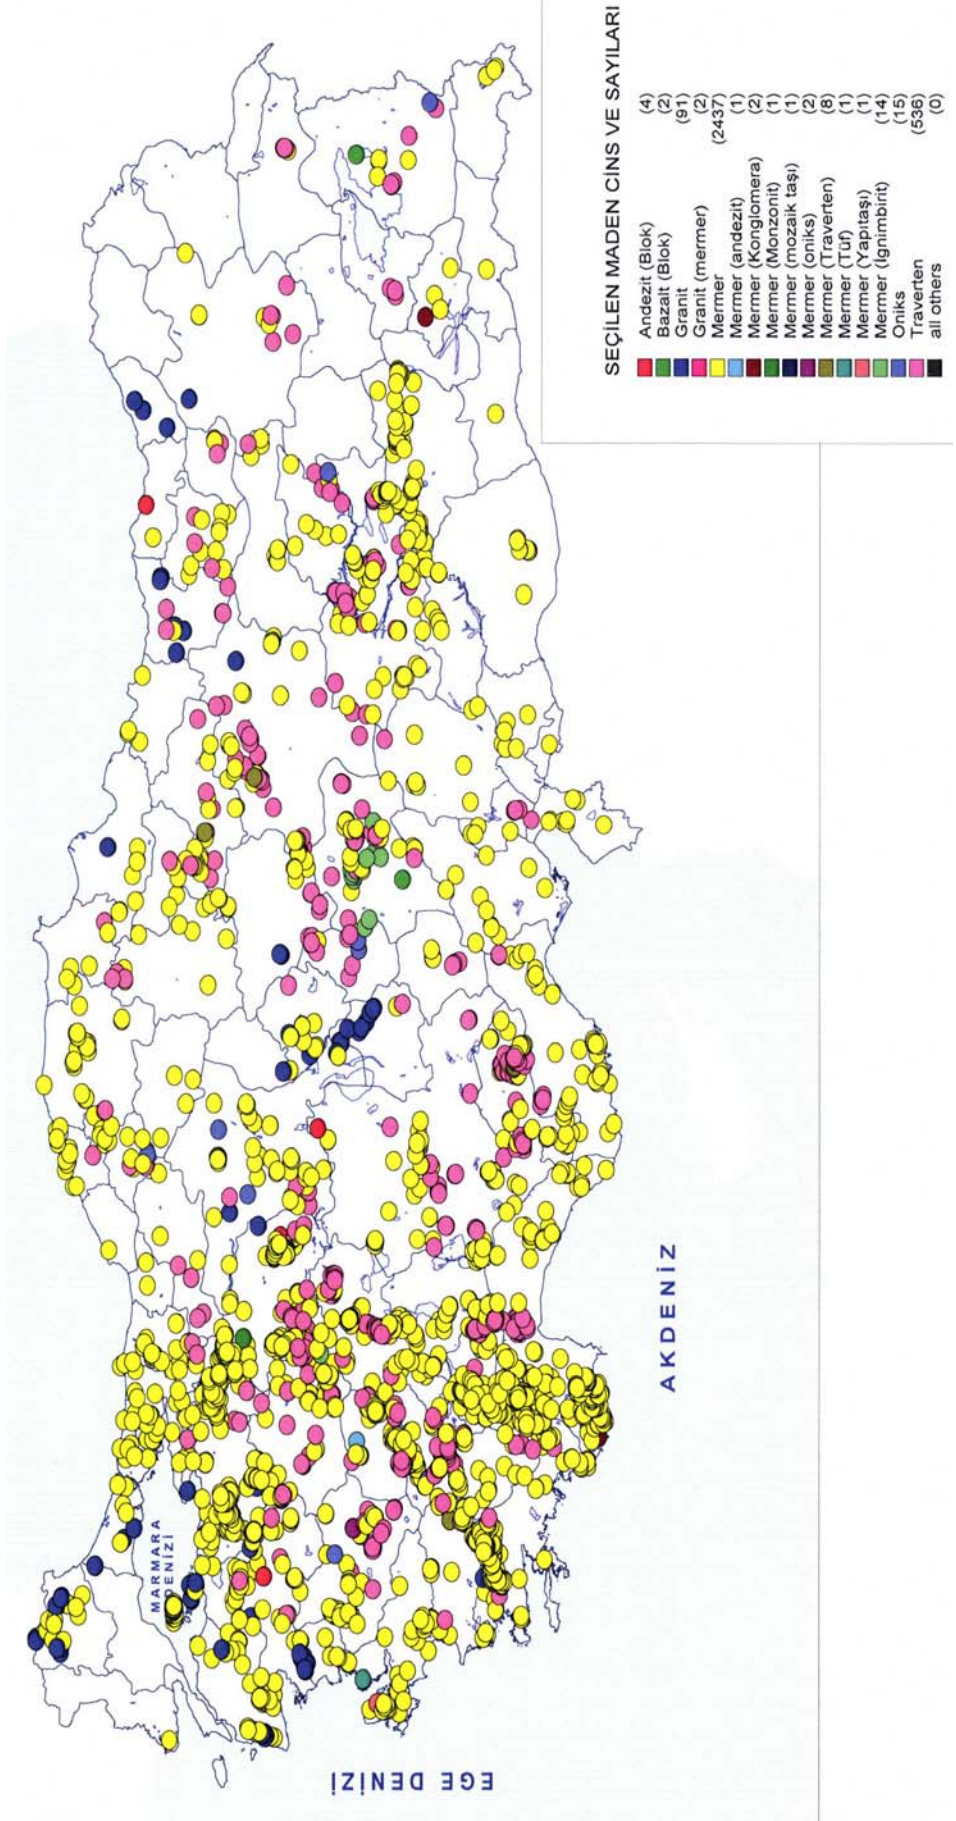 MARMARA
DENİZİ
EGE DENİZİ
AKDENİZ
SEÇİLEN MADEN CİNS VE SAYILARI
Andezit (Blok) (4)
Bazalt (Blok) (2)
Granit (91)
Granit (mermer) (2)
Mermer (2437)
Mermer (andezit) (1)
Mermer (Konglomera) (2)
Mermer (Monzonit) (1)
Mermer (mozaik taşı) (1)
Mermer (oniks) (2)
Mermer (Traverten) (8)
Mermer (Tüf) (1)
Mermer (Yapıtaşı) (1)
Mermer (İgnimbirit) (14)
Oniks (15)
Traverten (536)
all others (0)